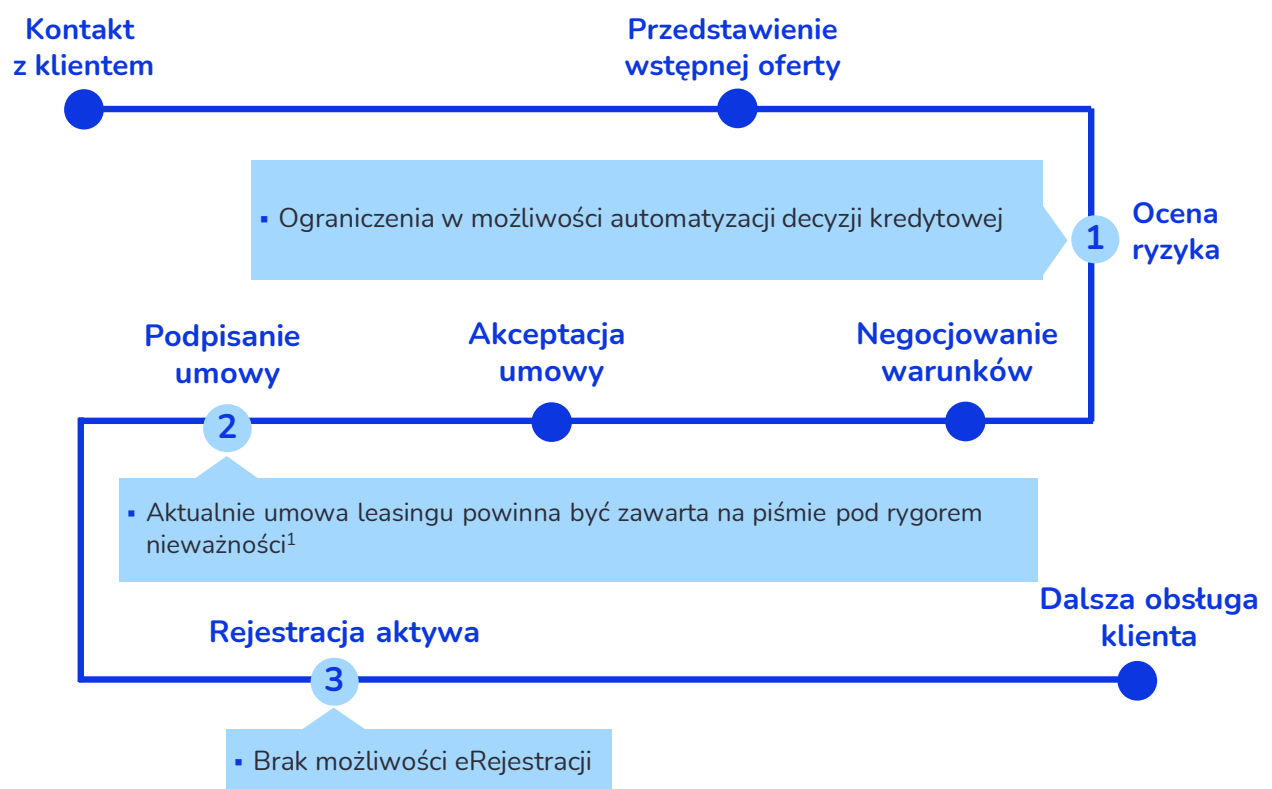 Kontakt
z klientem
Przedstawienie
wstępnej oferty
▪ Ograniczenia w możliwości automatyzacji decyzji kredytowej
1
Ocena
ryzyka
Podpisanie
umowy
Akceptacja
umowy
Negocjowanie
warunków
2
▪ Aktualnie umowa leasingu powinna być zawarta na piśmie pod rygorem
nieważności¹
Dalsza obsługa
klienta
Rejestracja aktywa
3
▪ Brak możliwości eRejestracji